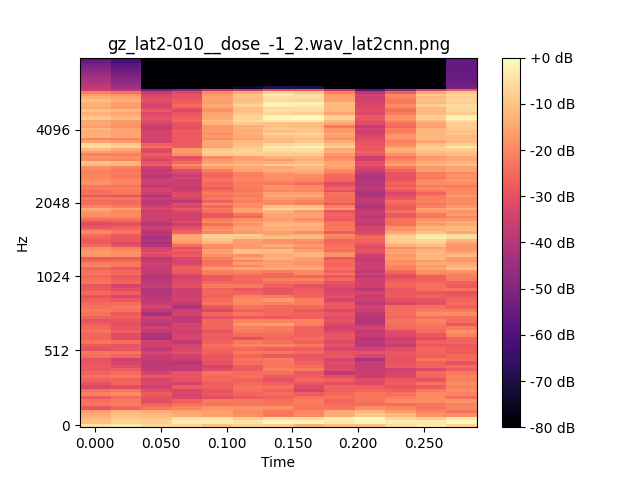 gz_lat2-010__dose_-1_2.wav_lat2cnn.png
+0 dB
-10 dB
-20 dB
-30 dB
-40 dB
-50 dB
-60 dB
-70 dB
-80 dB
4096
2048
1024
512
0
Hz
0.000 0.050 0.100 0.150 0.200 0.250
Time